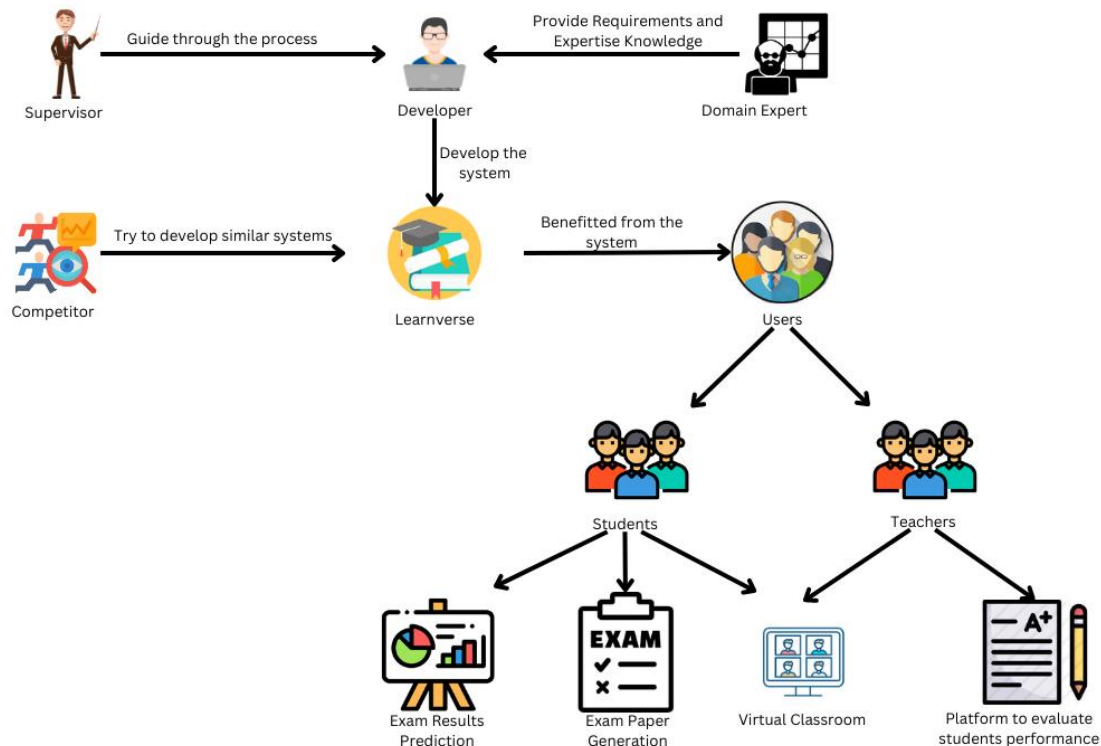 Guide through the process
Provide Requirements and
Expertise Knowledge
Supervisor
Developer
Domain Expert
Develop the
system
Try to develop similar systems
Benefitted from the
system
Competitor
Learnverse
Users
Students
Teachers
EXAM
A+
Exam Results
Prediction
Exam Paper
Generation
Virtual Classroom
Platform to evaluate
students performance